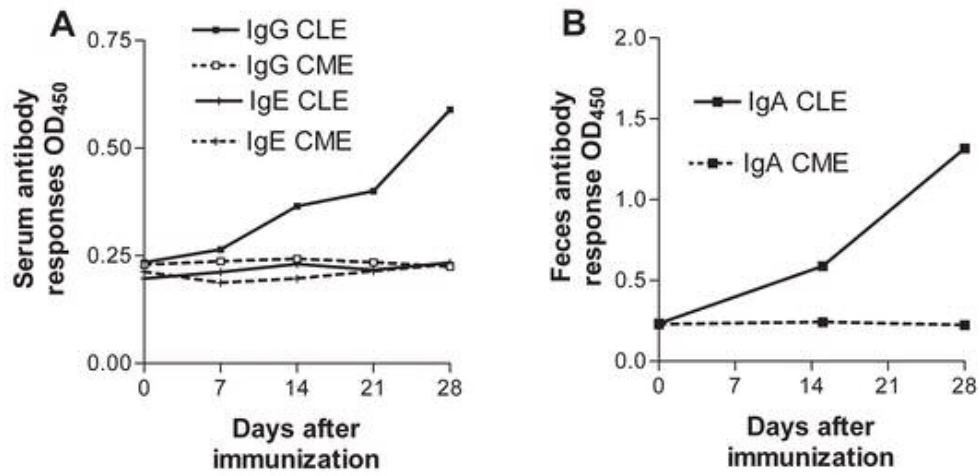 A
IgG CLE
IgG CME
IgE CLE
IgE CME
0.75
0.50
0.25
0.00
0 7 14 21 28
Serum antibody
responses OD450
Days after
immunization
B
IgA CLE
IgA CME
2.0
1.5
1.0
0.5
0.0
0 7 14 21 28
Feces antibody
response OD450
Days after
immunization